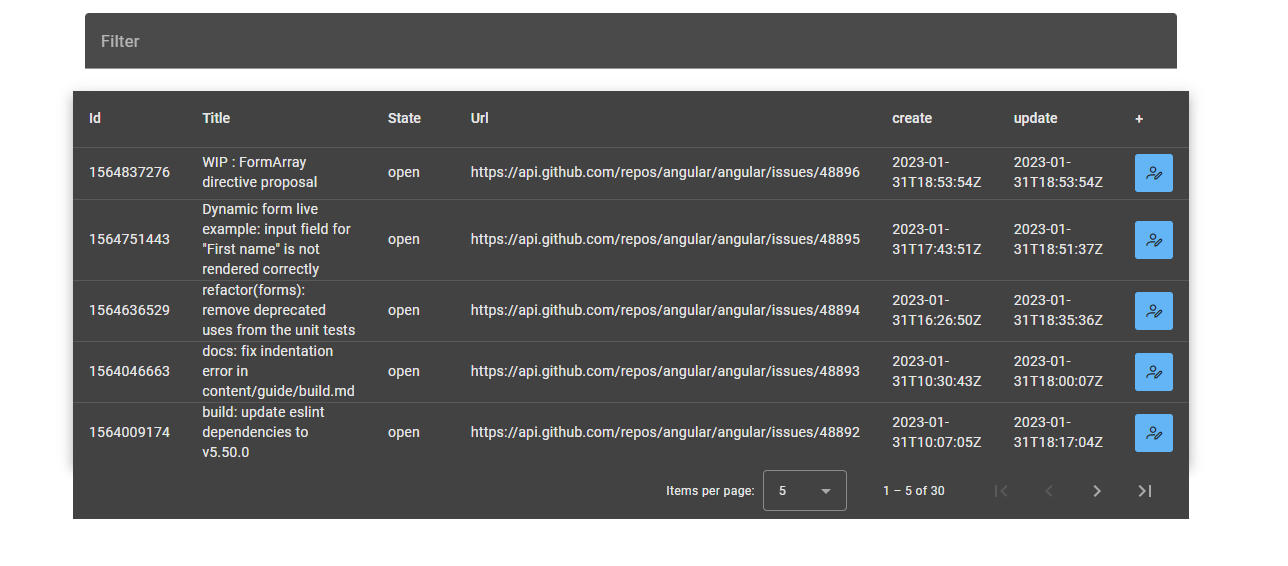 Filter
Id Title State Url create update +
1564837276 WIP : FormArray directive proposal open https://api.github.com/repos/angular/angular/issues/48896 2023-01-31T18:53:54Z 2023-01-31T18:53:54Z
1564751443 Dynamic form live example: input field for "First name" is not rendered correctly open https://api.github.com/repos/angular/angular/issues/48895 2023-01-31T17:43:51Z 2023-01-31T18:51:37Z
1564636529 refactor(forms): remove deprecated uses from the unit tests open https://api.github.com/repos/angular/angular/issues/48894 2023-01-31T16:26:50Z 2023-01-31T18:35:36Z
1564046663 docs: fix indentation error in content/guide/build.md open https://api.github.com/repos/angular/angular/issues/48893 2023-01-31T10:30:43Z 2023-01-31T18:00:07Z
1564009174 build: update eslint dependencies to v5.50.0 open https://api.github.com/repos/angular/angular/issues/48892 2023-01-31T10:07:05Z 2023-01-31T18:17:04Z
Items per page: 5 1 – 5 of 30